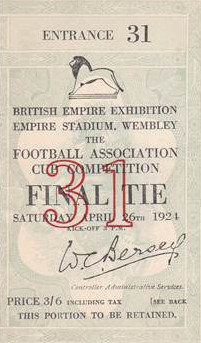 ENTRANCE 31
BRITISH EMPIRE EXHIBITION
EMPIRE STADIUM, WEMBLEY
THE
FOOTBALL ASSOCIATION
CUP COMPETITION
31
FINAL TIE
SATURDAY, APRIL 26TH 1924
KICK-OFF 3 P.M.
Controller Administrative Services.
PRICE 3/6 INCLUDING TAX (SEE BACK
THIS PORTION TO BE RETAINED.